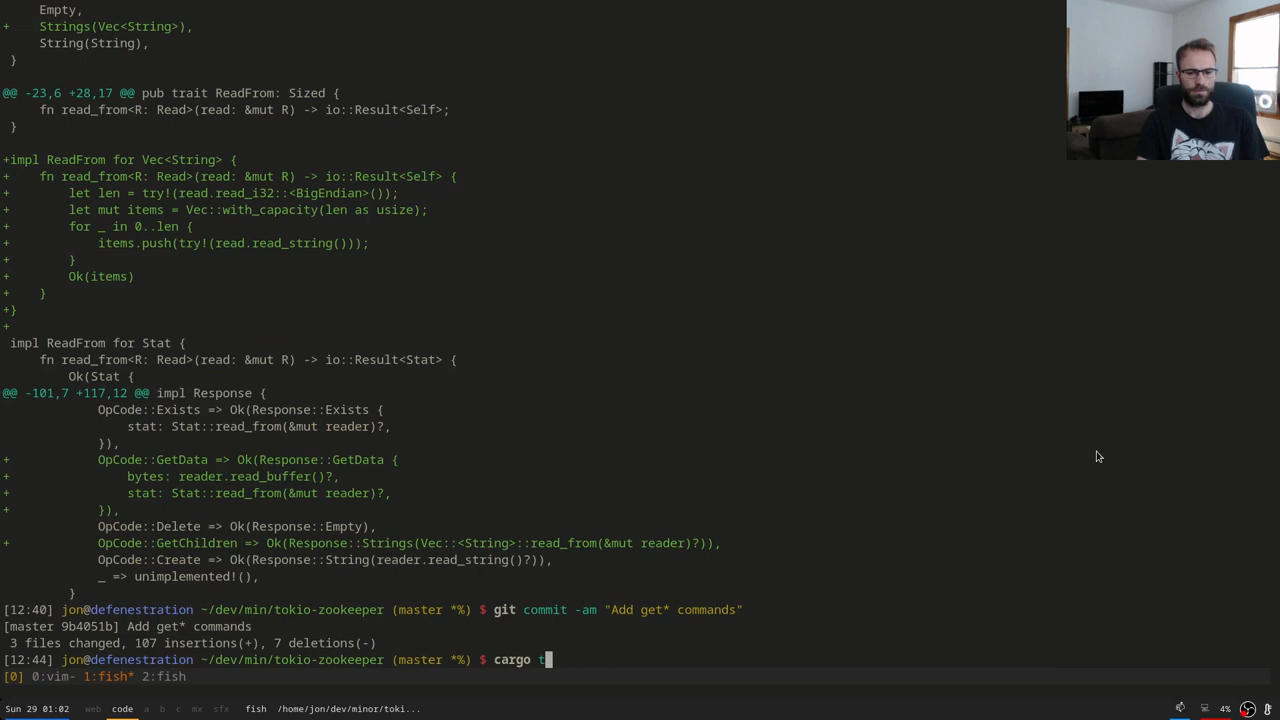 Empty,
+    Strings(Vec<String>),
    String(String),
}
@@ -23,6 +28,17 @@ pub trait ReadFrom: Sized {
    fn read_from<R: Read>(read: &mut R) -> io::Result<Self>;
}
+impl ReadFrom for Vec<String> {
+    fn read_from<R: Read>(read: &mut R) -> io::Result<Self> {
+        let len = try!(read.read_i32::<BigEndian>());
+        let mut items = Vec::with_capacity(len as usize);
+        for _ in 0..len {
+            items.push(try!(read.read_string()));
+        }
+        Ok(items)
+    }
+}
+
impl ReadFrom for Stat {
    fn read_from<R: Read>(read: &mut R) -> io::Result<Stat> {
        Ok(Stat {
@@ -101,7 +117,12 @@ impl Response {
            OpCode::Exists => Ok(Response::Exists {
                stat: Stat::read_from(&mut reader)?,
            }),
+            OpCode::GetData => Ok(Response::GetData {
+                bytes: reader.read_buffer()?,
+                stat: Stat::read_from(&mut reader)?,
+            }),
            OpCode::Delete => Ok(Response::Empty),
+            OpCode::GetChildren => Ok(Response::Strings(Vec::<String>::read_from(&mut reader)?)),
            OpCode::Create => Ok(Response::String(reader.read_string()?)),
            _ => unimplemented!(),
        }
[12:40] jon@defenestration ~/dev/min/tokio-zookeeper (master *%) $ git commit -am "Add get* commands"
[master 9b4051b] Add get* commands
 3 files changed, 107 insertions(+), 7 deletions(-)
[12:44] jon@defenestration ~/dev/min/tokio-zookeeper (master *%) $ cargo t
[0] 0:vim- 1:fish* 2:fish
Sun 29 01:02 web code a b c mx sfx fish /home/jon/dev/minor/toki... 4%